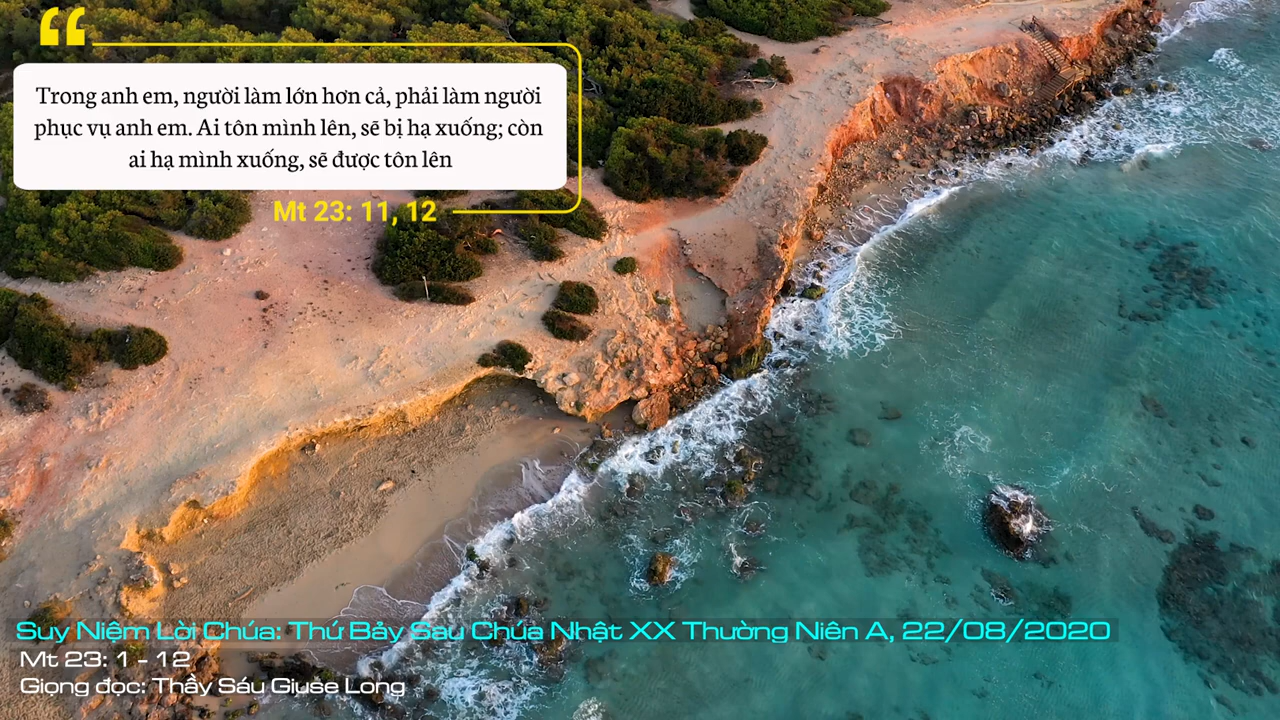 “
Trong anh em, người làm lớn hơn cả, phải làm người
phục vụ anh em. Ai tôn mình lên, sẽ bị hạ xuống; còn
ai hạ mình xuống, sẽ được tôn lên
Mt 23: 11, 12
Suy Niệm Lời Chúa: Thứ Bảy Sau Chúa Nhật XX Thường Niên A, 22/08/2020
Mt 23: 1 - 12
Giọng đọc: Thầy Sáu Giuse Long